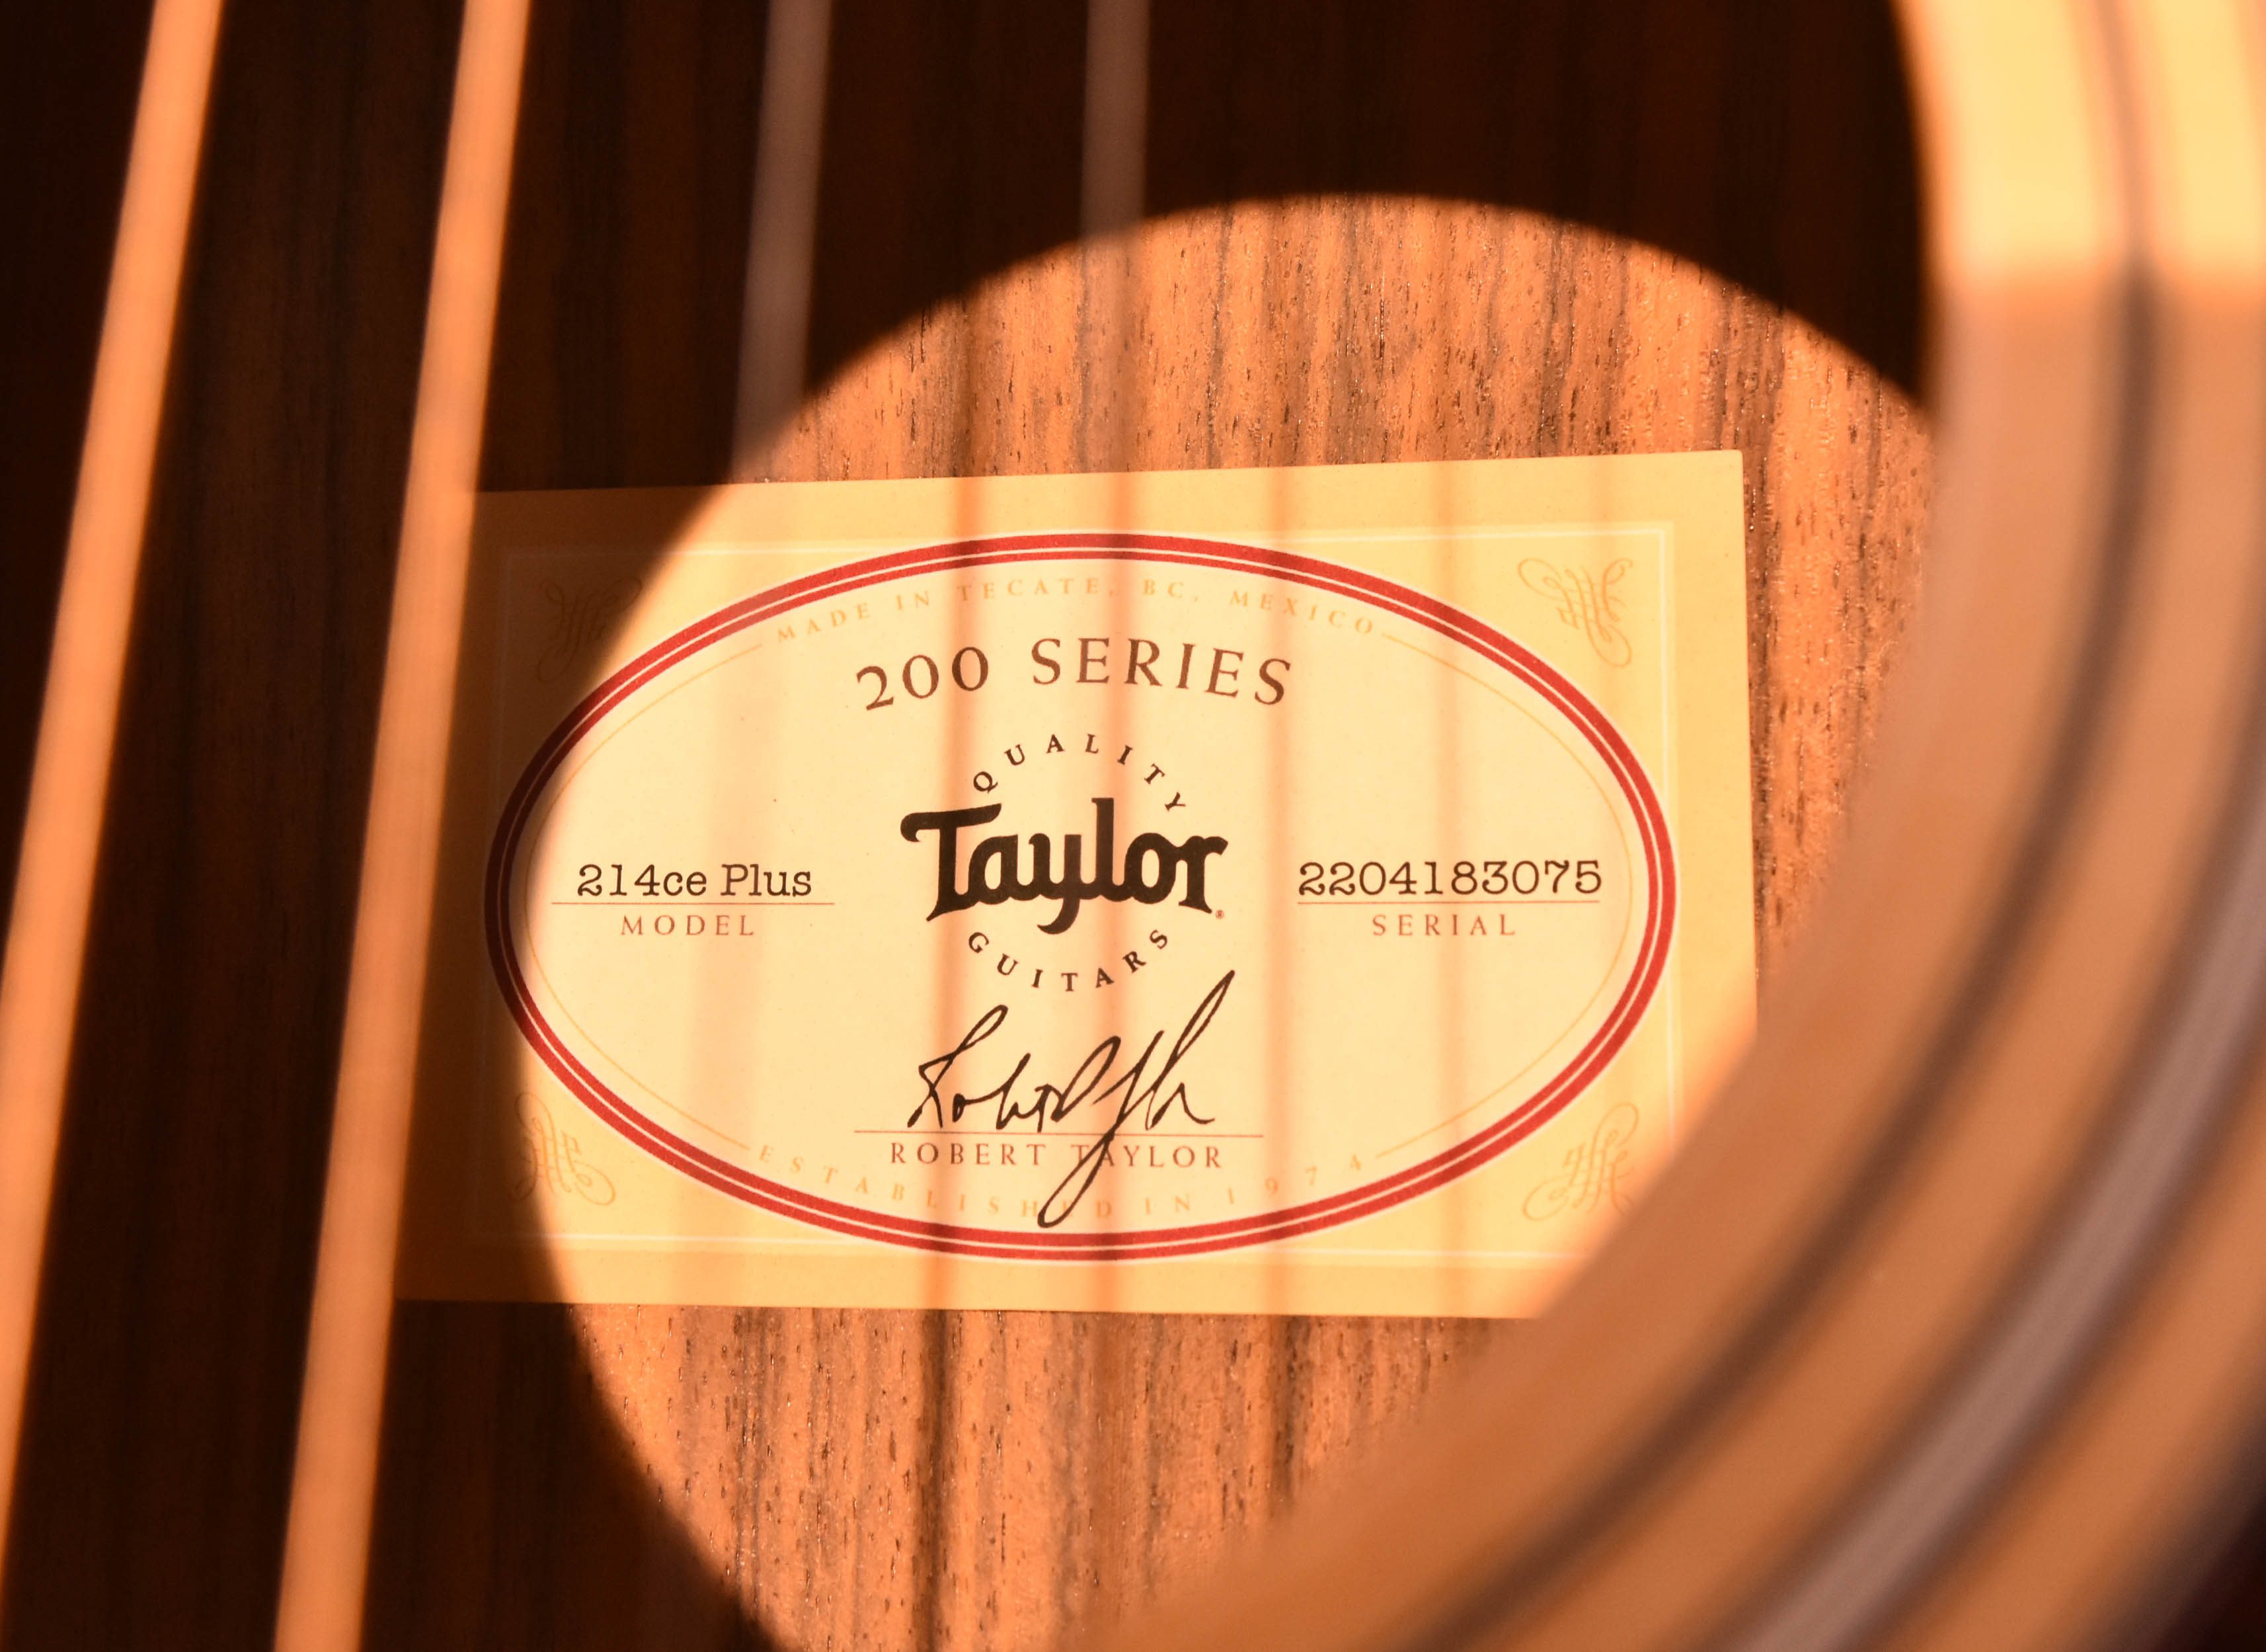 MADE IN TECATE, BC, MEXICO
200 SERIES
QUALITY
Taylor
GUITARS
214ce Plus
MODEL
2204183075
SERIAL
ROBERT TAYLOR
ESTABLISHED IN 1974